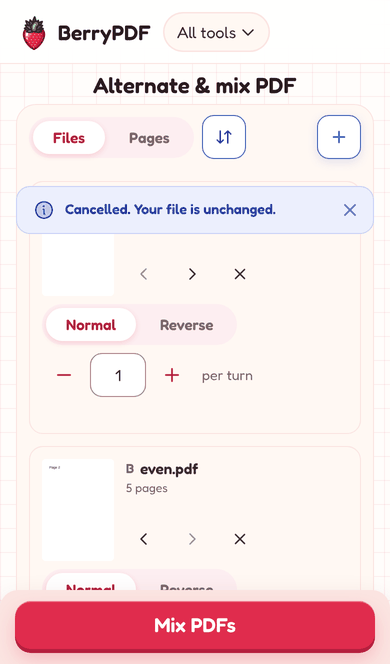 BerryPDF
All tools
Alternate & mix PDF
Files
Pages
Cancelled. Your file is unchanged.
Normal
Reverse
1
per turn
B even.pdf
5 pages
Normal
Reverse
Mix PDFs